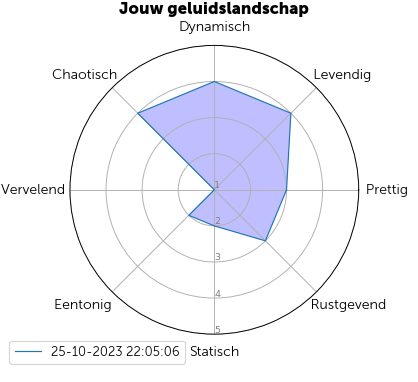 Jouw geluidslandschap
Dynamisch
Chaotisch
Levendig
Vervelend
1
Prettig
2
3
4
Eentonig
Rustgevend
5
25-10-2023 22:05:06
Statisch